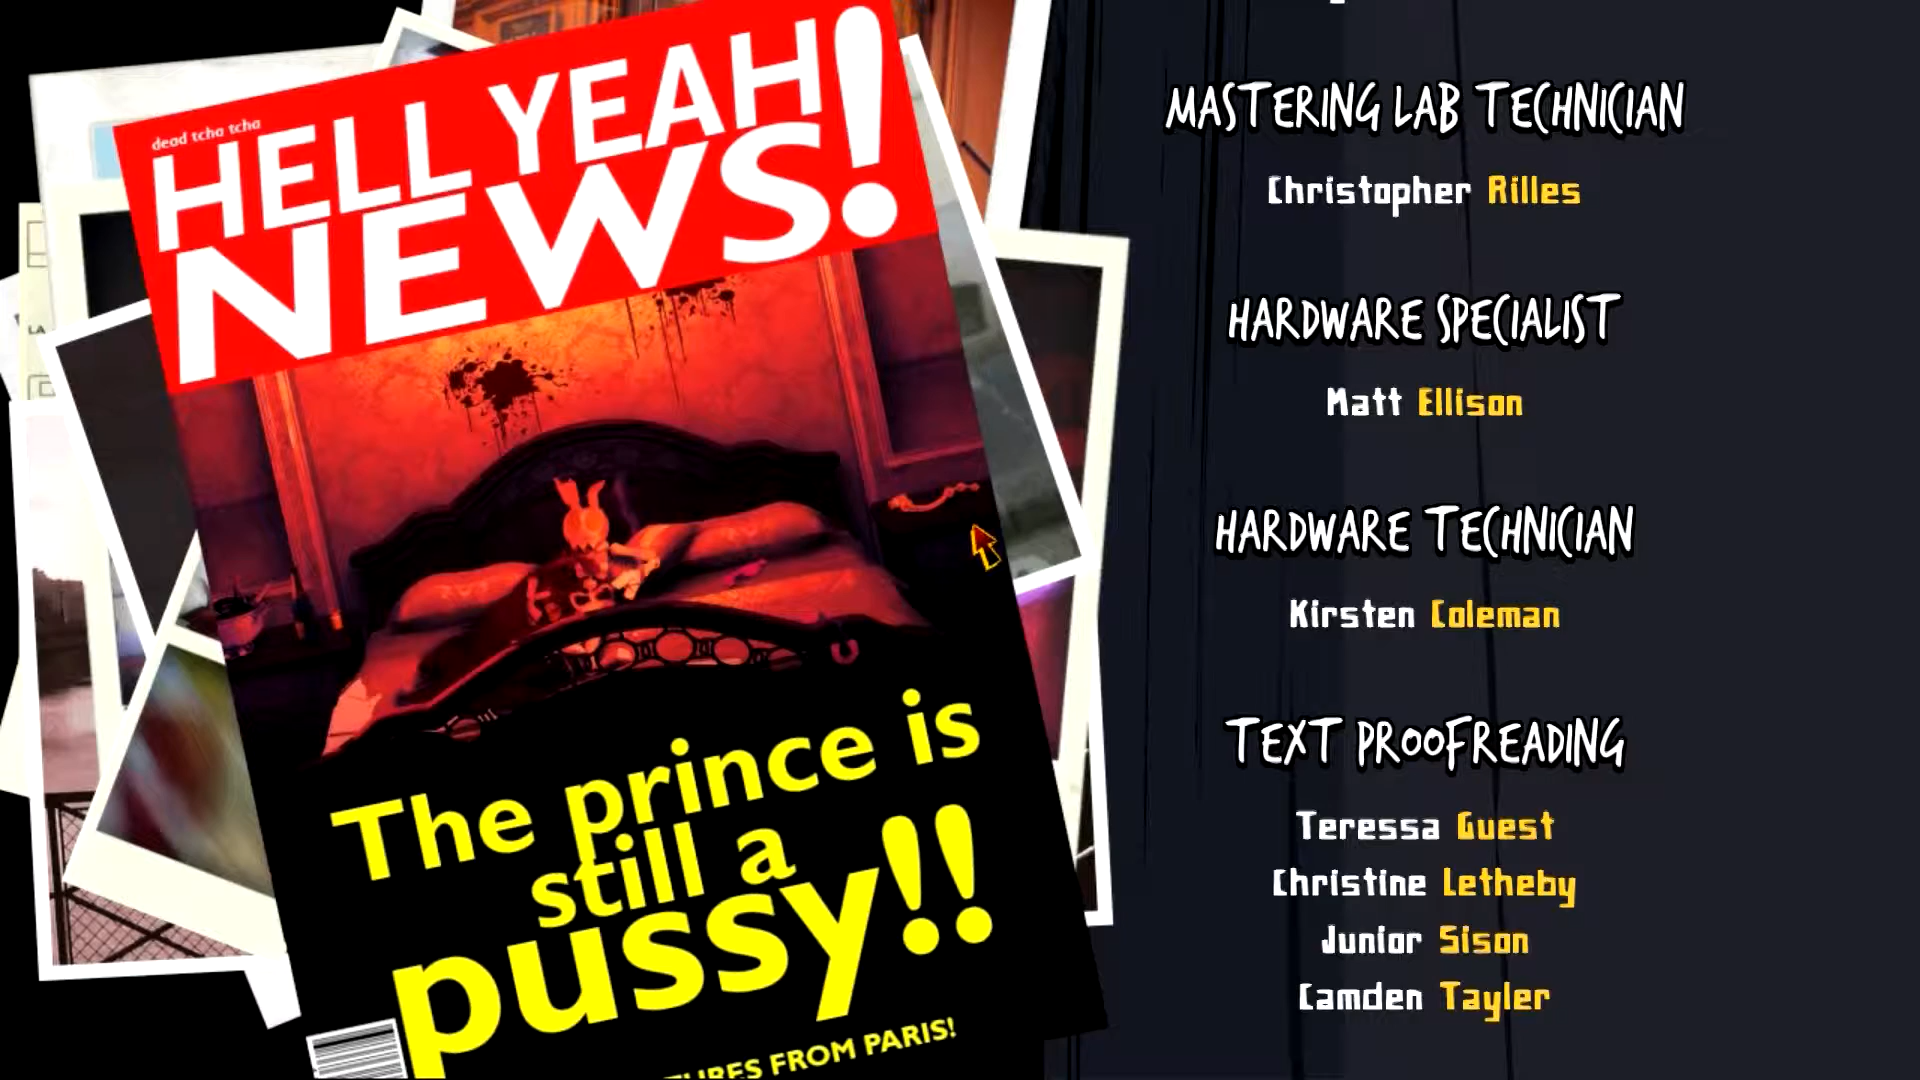 dead tcha tcha
HELL YEAH
NEWS!
The prince is
still a
pussy!!
FROM PARIS!
MASTERING LAB TECHNICIAN
Christopher Rilles
HARDWARE SPECIALIST
Matt Ellison
HARDWARE TECHNICIAN
Kirsten Coleman
TEXT PROOFREADING
Teressa Guest
Christine Letheby
Junior Sison
Camden Tayler